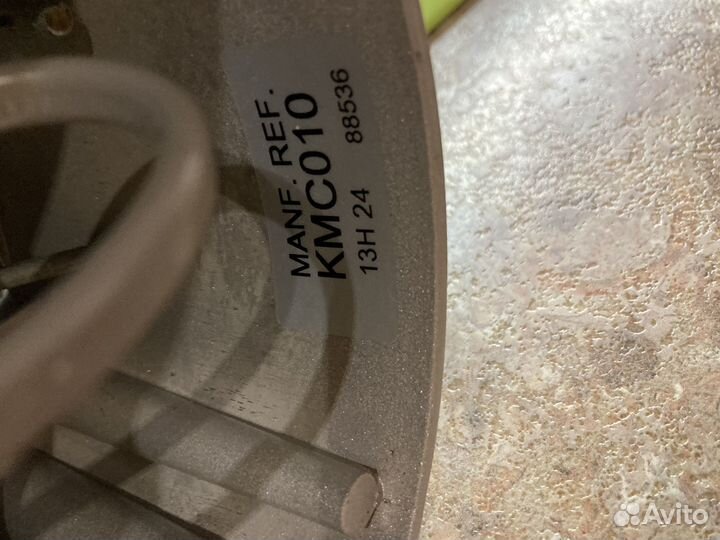 MANF. REF.
KMC010
13H 24 88536
Avito